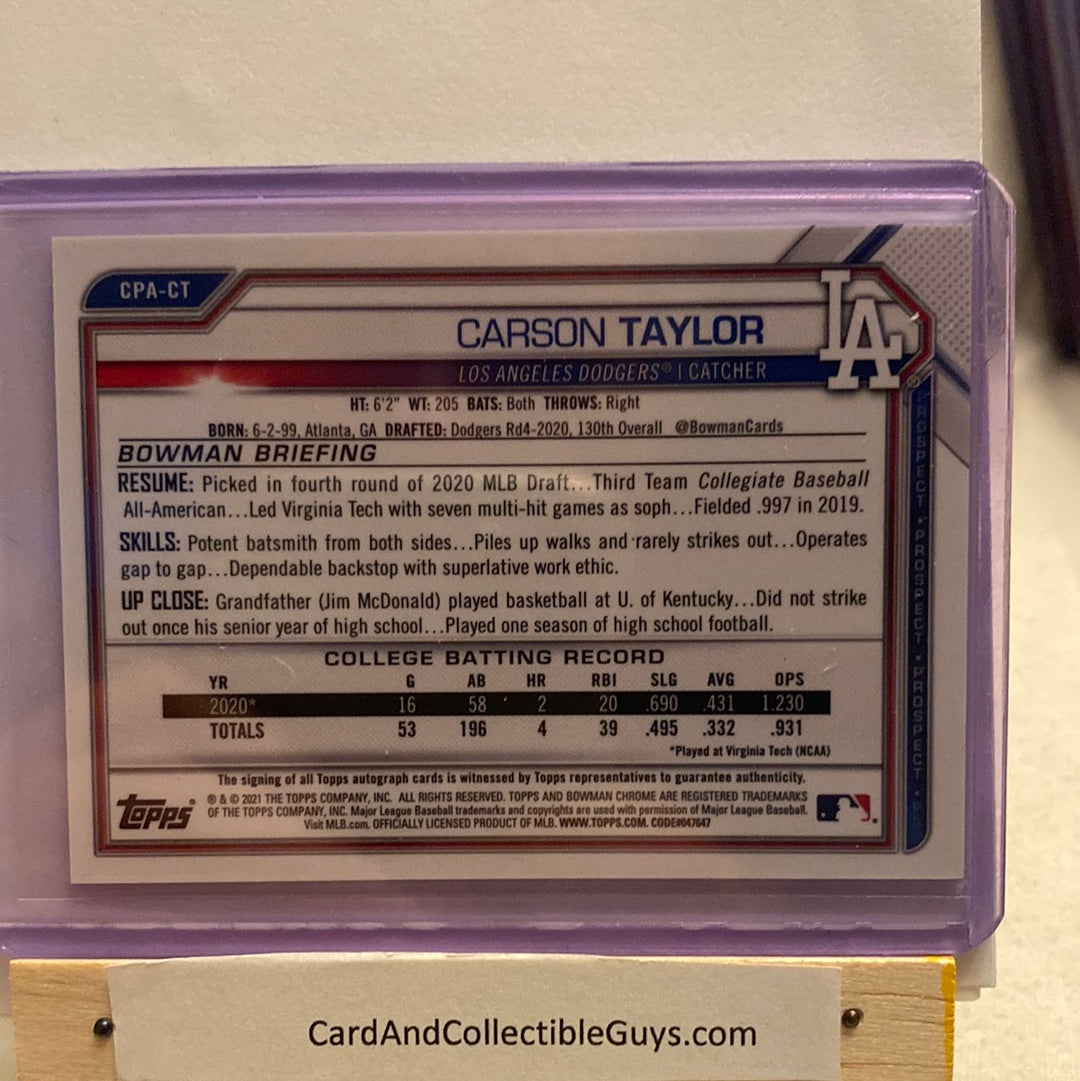 CPA-CT
CARSON TAYLOR
LA
LOS ANGELES DODGERS® | CATCHER
HT: 6'2" WT: 205 BATS: Both THROWS: Right
BORN: 6-2-99, Atlanta, GA DRAFTED: Dodgers Rd4-2020, 130th Overall @BowmanCards
BOWMAN BRIEFING
RESUME: Picked in fourth round of 2020 MLB Draft...Third Team Collegiate Baseball
All-American...Led Virginia Tech with seven multi-hit games as soph...Fielded .997 in 2019.
SKILLS: Potent batsmith from both sides...Piles up walks and rarely strikes out...Operates
gap to gap...Dependable backstop with superlative work ethic.
UP CLOSE: Grandfather (Jim McDonald) played basketball at U. of Kentucky...Did not strike
out once his senior year of high school...Played one season of high school football.
COLLEGE BATTING RECORD
YR G AB HR RBI SLG AVG OPS
2020* 16 58 2 20 .690 .431 1.230
TOTALS 53 196 4 39 .495 .332 .931
*Played at Virginia Tech (NCAA)
The signing of all Topps autograph cards is witnessed by Topps representatives to guarantee authenticity.
Topps
® & © 2021 THE TOPPS COMPANY, INC. ALL RIGHTS RESERVED. TOPPS AND BOWMAN CHROME ARE REGISTERED TRADEMARKS
OF THE TOPPS COMPANY, INC. Major League Baseball trademarks and copyrights are used with permission of Major League Baseball.
Visit MLB.com. OFFICIALLY LICENSED PRODUCT OF MLB. WWW.TOPPS.COM. CODE#047647
PROSPECT • PROSPECT • PROSPECT •
CardAndCollectibleGuys.com